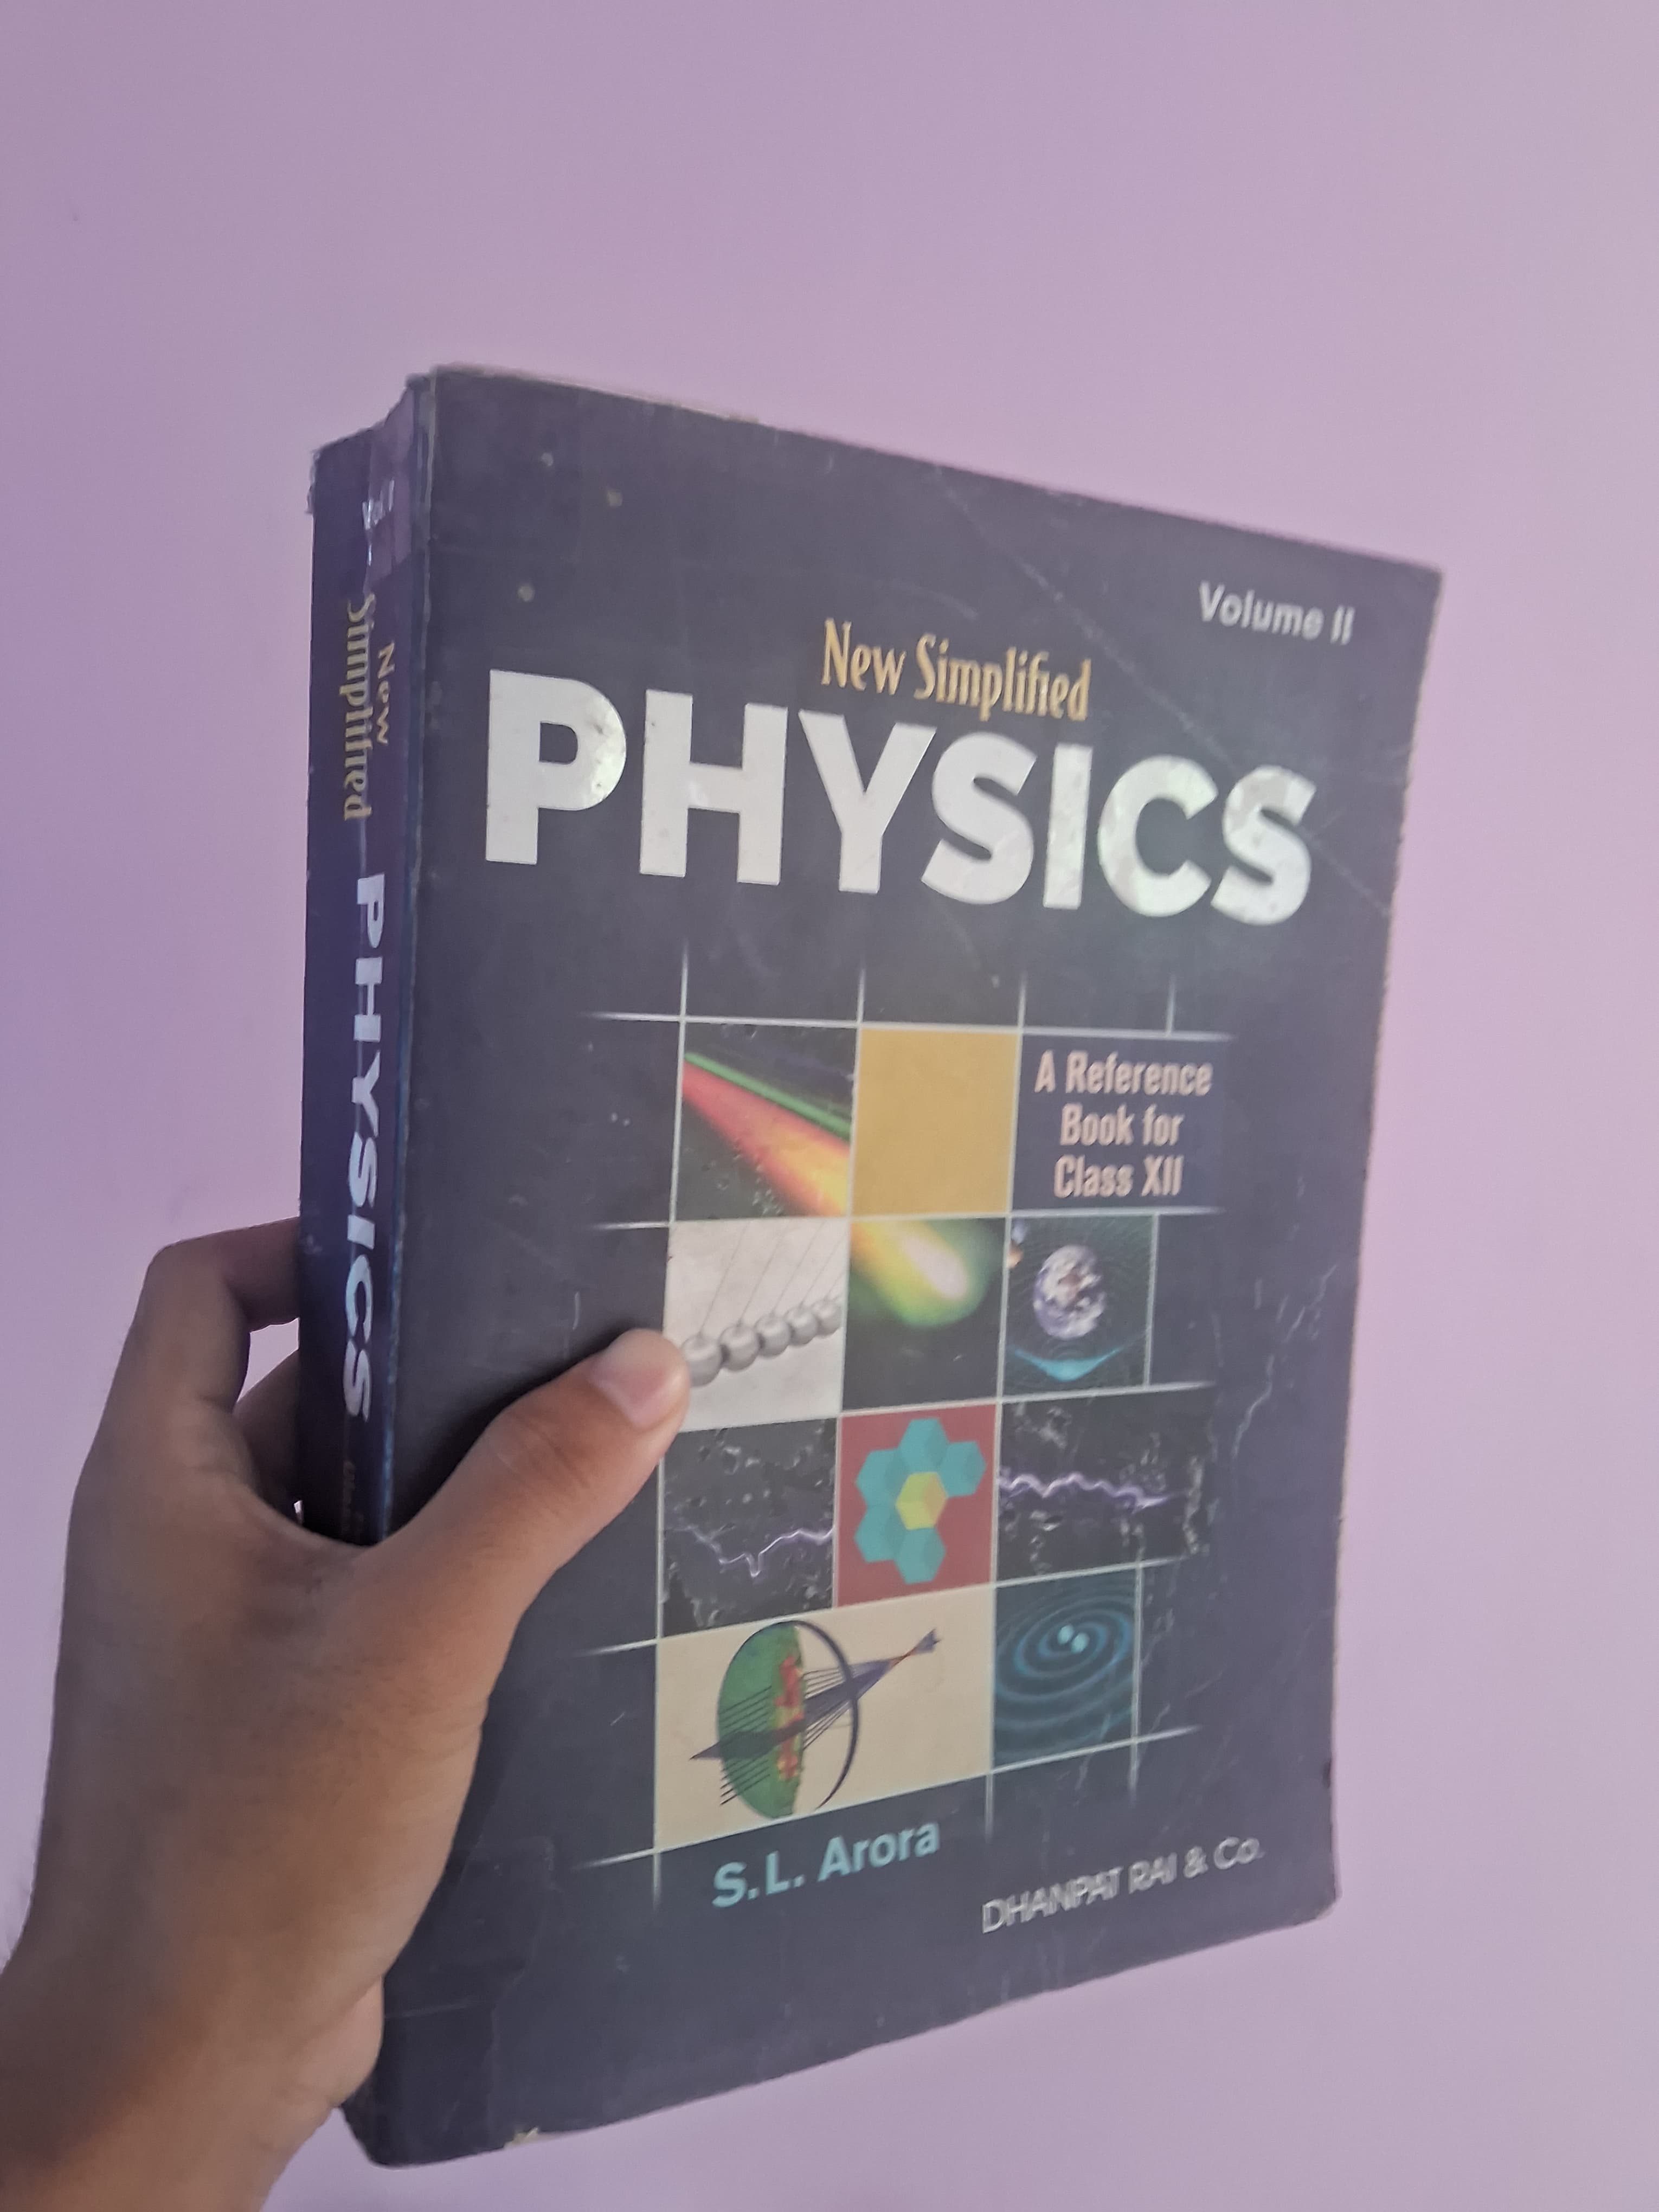 Volume II
New Simplified
PHYSICS
A Reference
Book for
Class XII
S.L. Arora
DHANPAT RAI & Co.
New
Simplified
PHYSICS